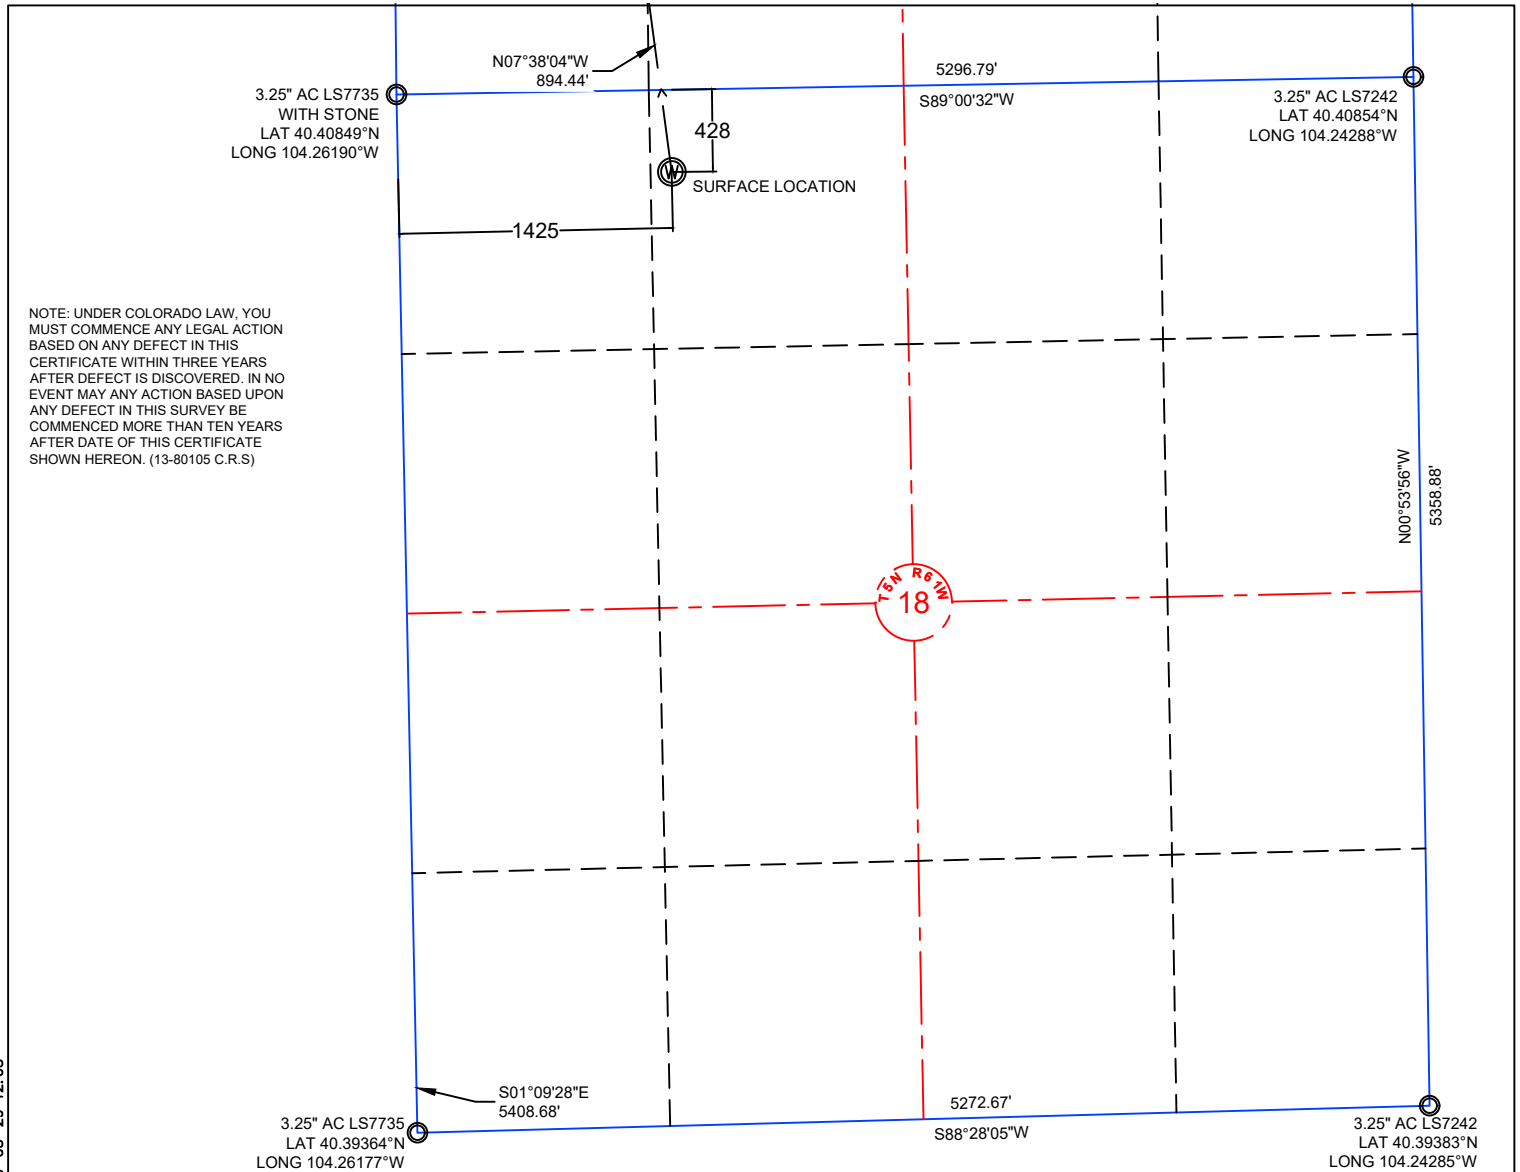 N07°38'04"W
894.44'
5296.79'
S89°00'32"W
3.25" AC LS7735
WITH STONE
LAT 40.40849°N
LONG 104.26190°W
3.25" AC LS7242
LAT 40.40854°N
LONG 104.24288°W
428
W
SURFACE LOCATION
1425
NOTE: UNDER COLORADO LAW, YOU
MUST COMMENCE ANY LEGAL ACTION
BASED ON ANY DEFECT IN THIS
CERTIFICATE WITHIN THREE YEARS
AFTER DEFECT IS DISCOVERED. IN NO
EVENT MAY ANY ACTION BASED UPON
ANY DEFECT IN THIS SURVEY BE
COMMENCED MORE THAN TEN YEARS
AFTER DATE OF THIS CERTIFICATE
SHOWN HEREON. (13-80105 C.R.S)
N00°53'56"W
5358.88'
T5N R61W
18
S01°09'28"E
5408.68'
5272.67'
S88°28'05"W
3.25" AC LS7735
LAT 40.39364°N
LONG 104.26177°W
3.25" AC LS7242
LAT 40.39383°N
LONG 104.24285°W